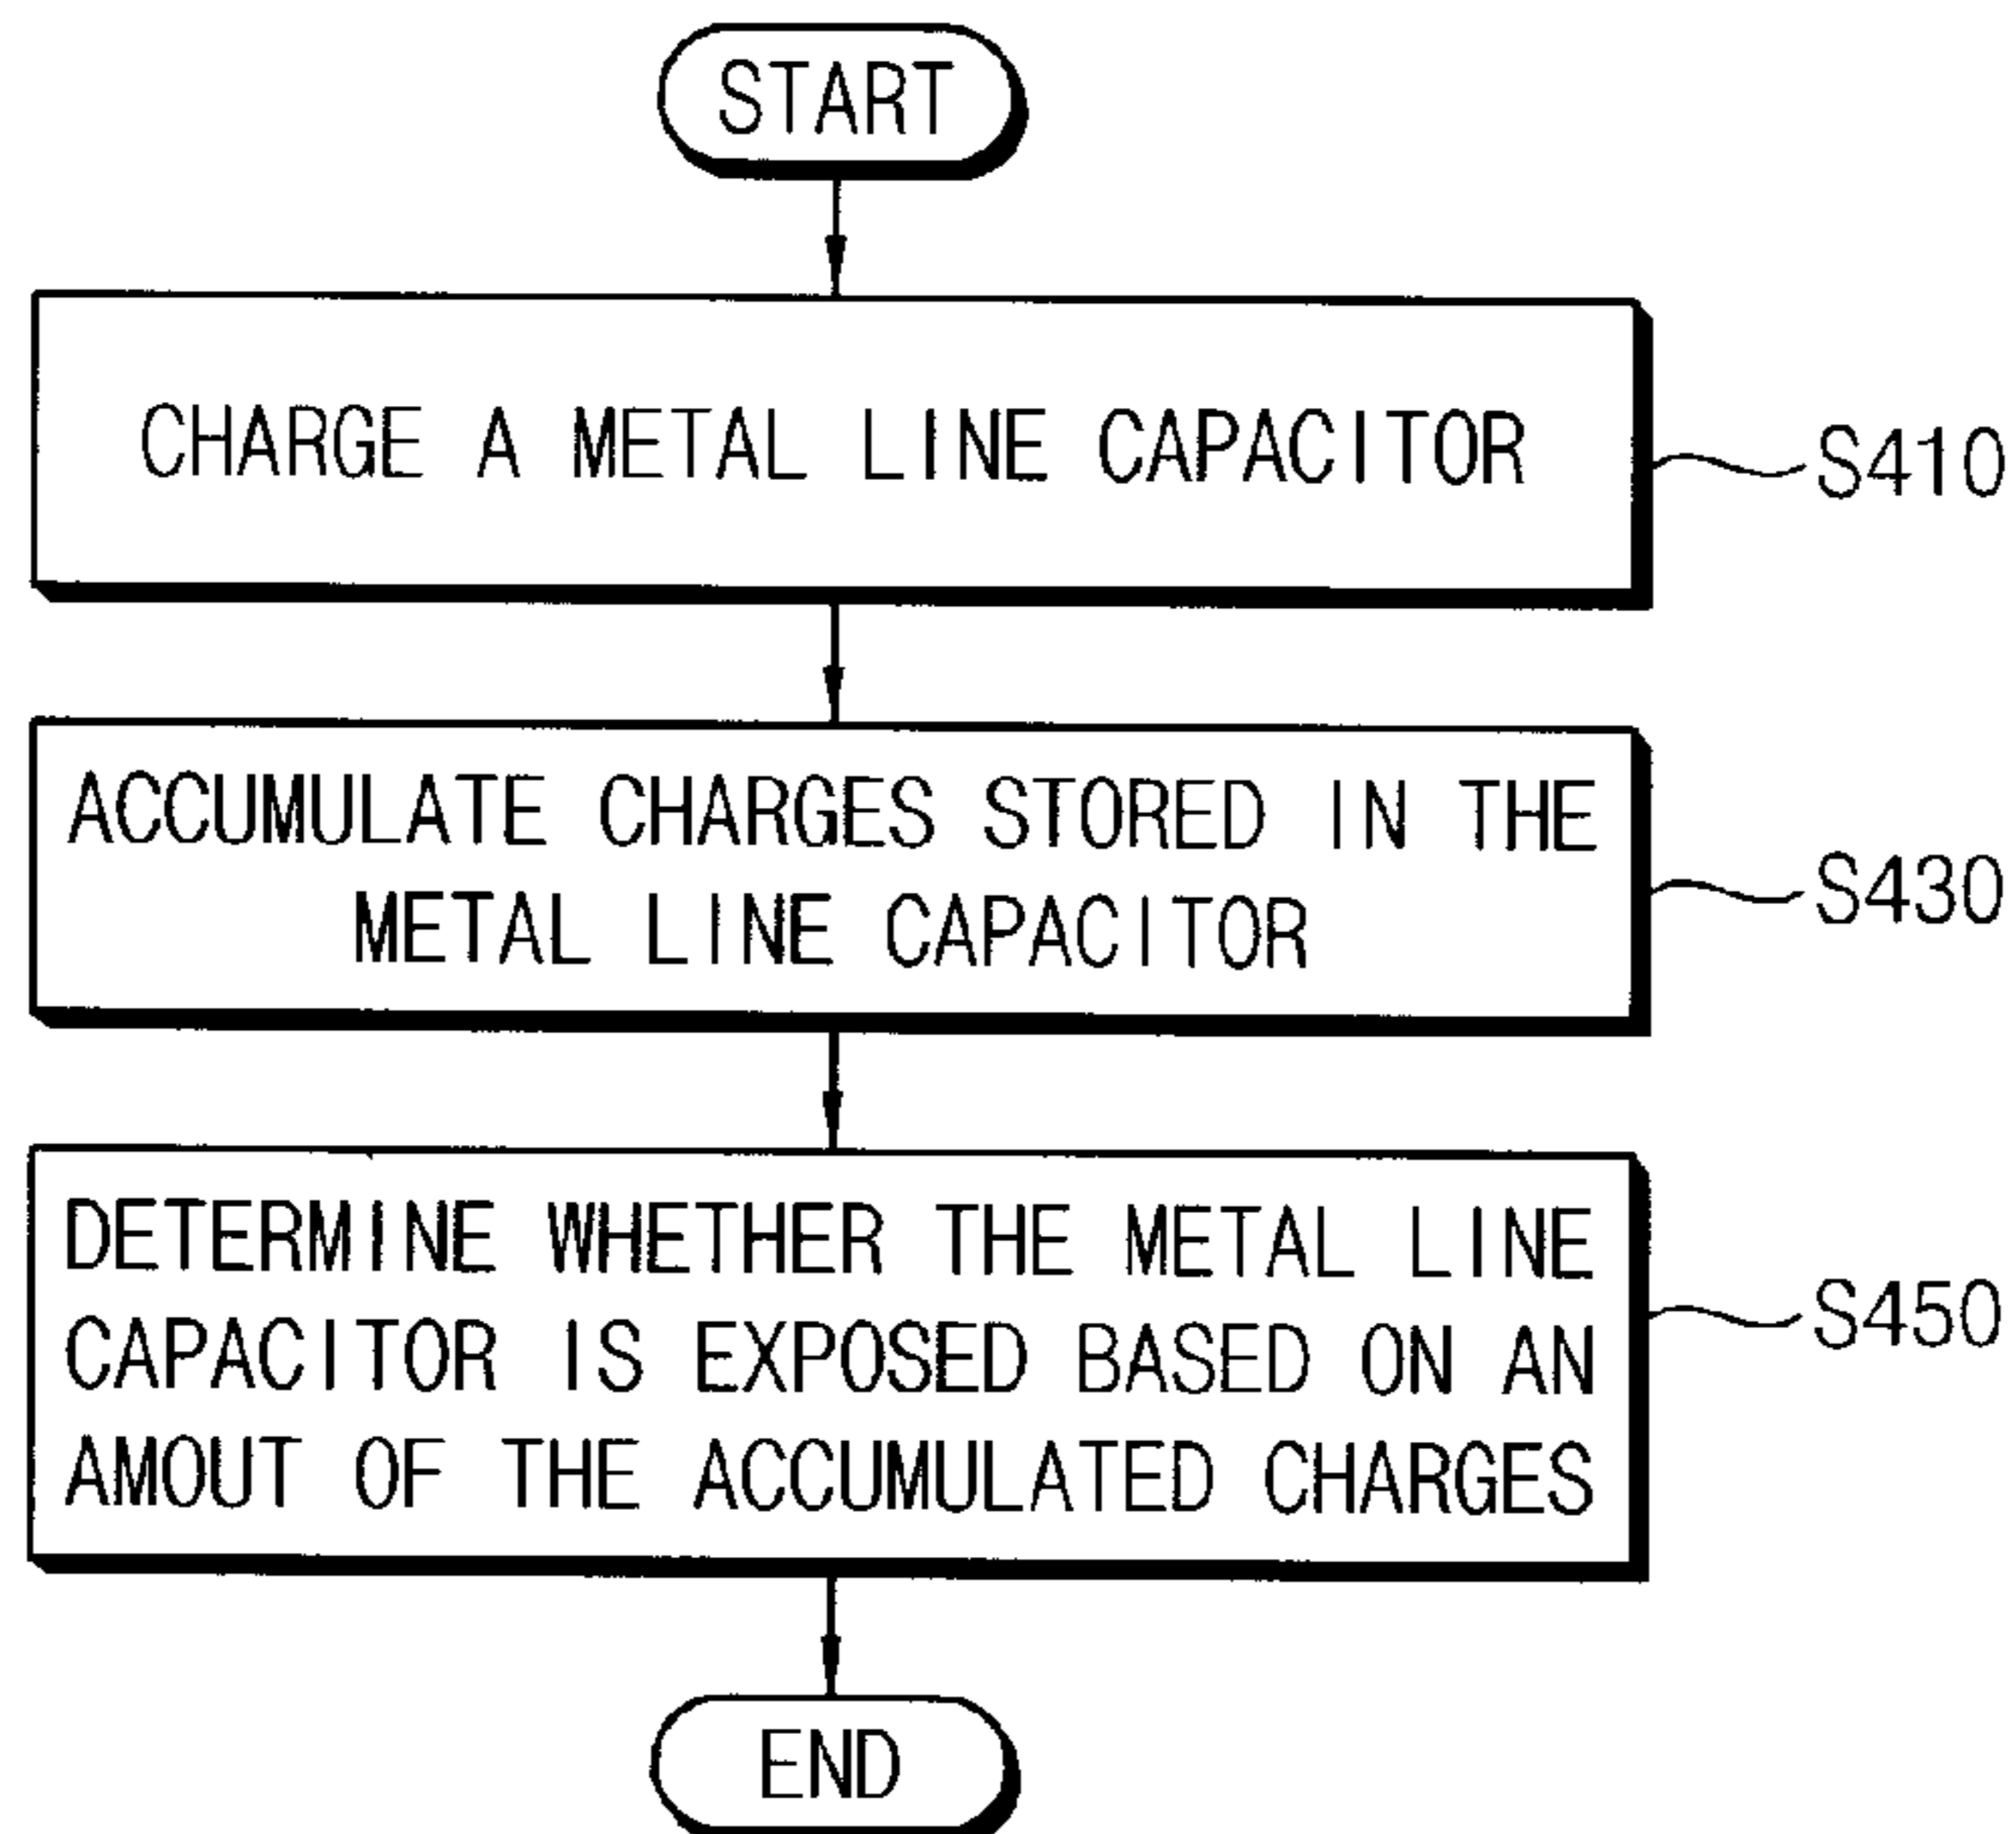 START
CHARGE A METAL LINE CAPACITOR
S410
ACCUMULATE CHARGES STORED IN THE
METAL LINE CAPACITOR
S430
DETERMINE WHETHER THE METAL LINE
CAPACITOR IS EXPOSED BASED ON AN
AMOUT OF THE ACCUMULATED CHARGES
S450
END